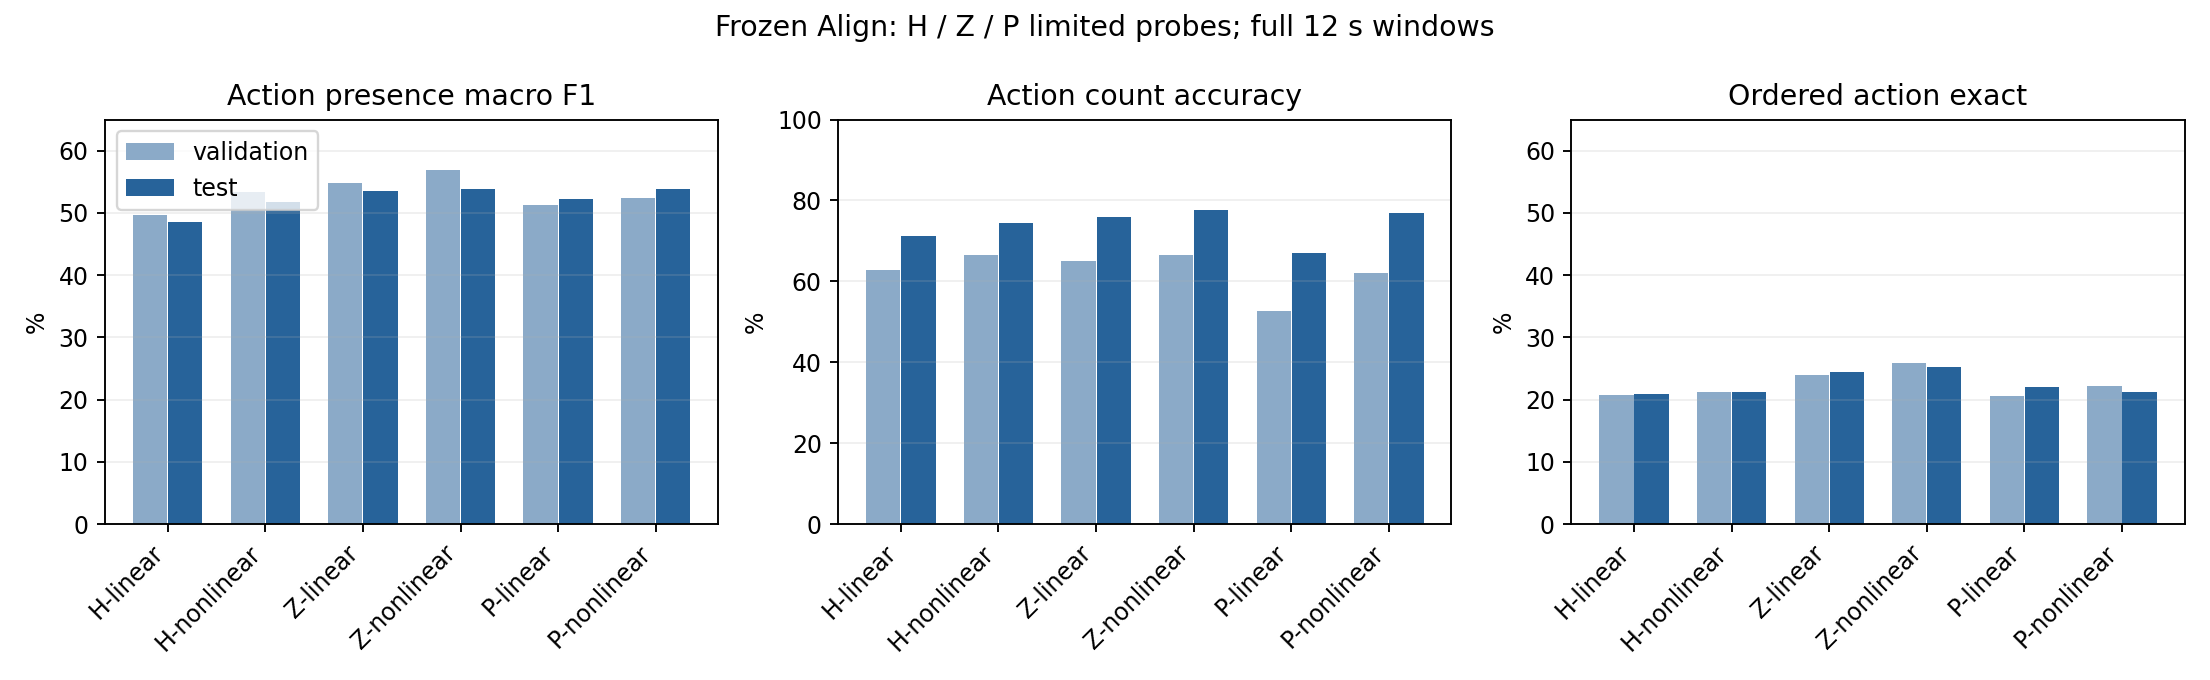 Frozen Align: H / Z / P limited probes; full 12 s windows
Action presence macro F1
validation
test
%
60
50
40
30
20
10
0
H-linear
H-nonlinear
Z-linear
Z-nonlinear
P-linear
P-nonlinear
Action count accuracy
%
100
80
60
40
20
0
H-linear
H-nonlinear
Z-linear
Z-nonlinear
P-linear
P-nonlinear
Ordered action exact
%
60
50
40
30
20
10
0
H-linear
H-nonlinear
Z-linear
Z-nonlinear
P-linear
P-nonlinear